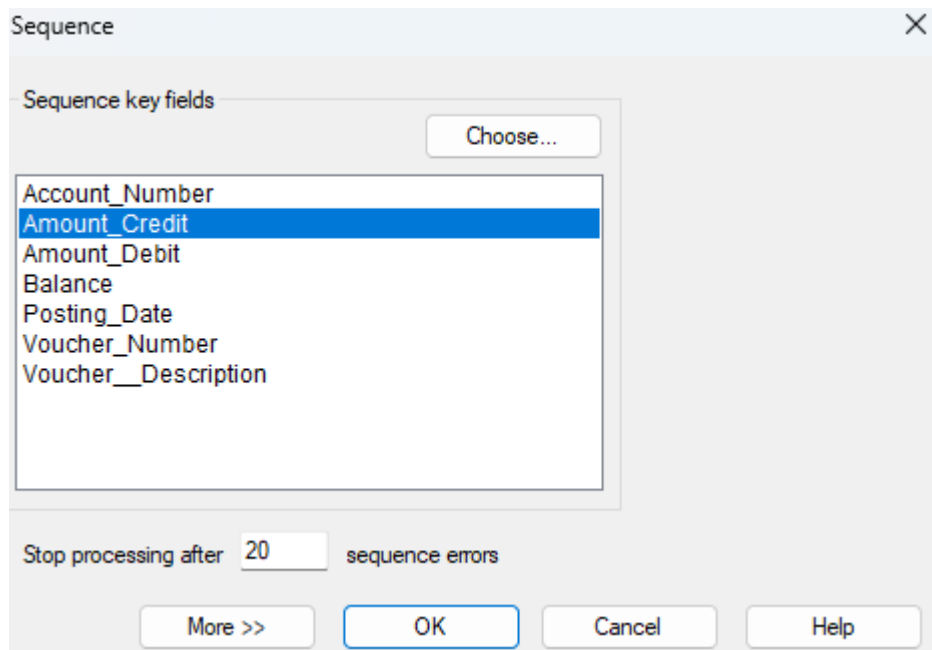 Sequence
Sequence key fields
Choose...
Account_Number
Amount_Credit
Amount_Debit
Balance
Posting_Date
Voucher_Number
Voucher__Description
Stop processing after 20 sequence errors
More >> OK Cancel Help